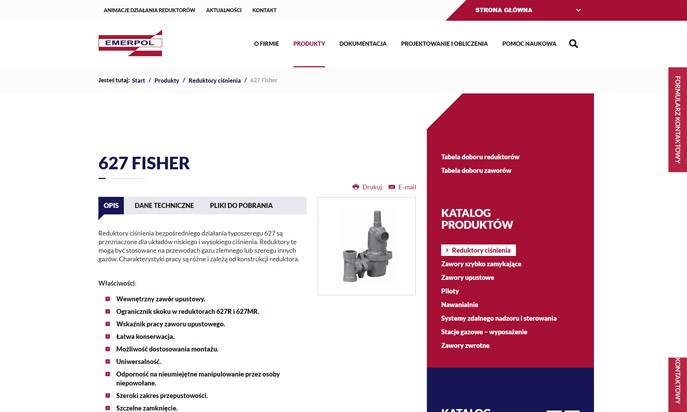 ANIMACJE DZIAŁANIA REDUKTORÓW AKTUALNOŚCI KONTAKT STRONA GŁÓWNA
EMERPOL
O FIRMIE PRODUKTY DOKUMENTACJA PROJEKTOWANIE I OBLICZENIA POMOC NAUKOWA
Jesteś tutaj: Start / Produkty / Reduktory ciśnienia / 627 Fisher
FORMULARZ KONTAKTOWY
627 FISHER
Drukuj E-mail
OPIS DANE TECHNICZNE PLIKI DO POBRANIA
Reduktory ciśnienia bezpośredniego działania typoszeregu 627 są
przeznaczone dla układów niskiego i wysokiego ciśnienia. Reduktory te
mogą być stosowane na przewodach gazu ziemnego lub szeregu innych
gazów. Charakterystyki pracy są różne i zależą od konstrukcji reduktora.
Właściwości:
Wewnętrzny zawór upustowy.
Ogranicznik skoku w reduktorach 627R i 627MR.
Wskaźnik pracy zaworu upustowego.
Łatwa konserwacja.
Możliwość dostosowania montażu.
Uniwersalność.
Odporność na nieumiejętne manipulowanie przez osoby
niepowołane.
Szeroki zakres przepustowości.
Szczelne zamknięcie.
Tabela doboru reduktorów
Tabela doboru zaworów
KATALOG
PRODUKTÓW
Reduktory ciśnienia
Zawory szybko zamykające
Zawory upustowe
Piloty
Nawanialnie
Systemy zdalnego nadzoru i sterowania
Stacje gazowe – wyposażenie
Zawory zwrotne
KATALOG
KONTAKTOWY